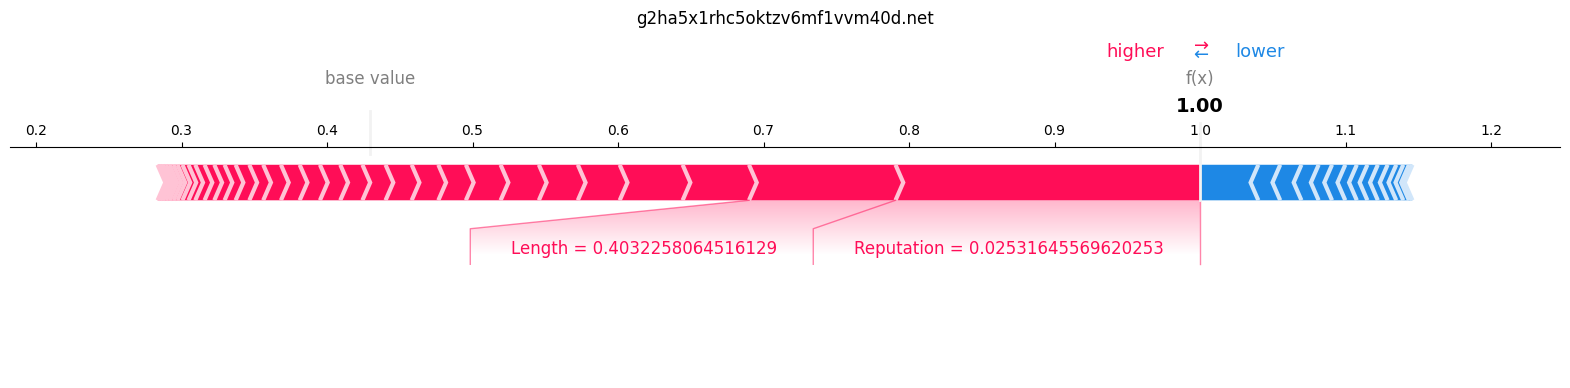 g2ha5x1rhc5oktzv6mf1vvm40d.net
higher ⇄ lower
base value f(x)
1.00
0.2 0.3 0.4 0.5 0.6 0.7 0.8 0.9 1.0 1.1 1.2
Length = 0.4032258064516129 Reputation = 0.02531645569620253